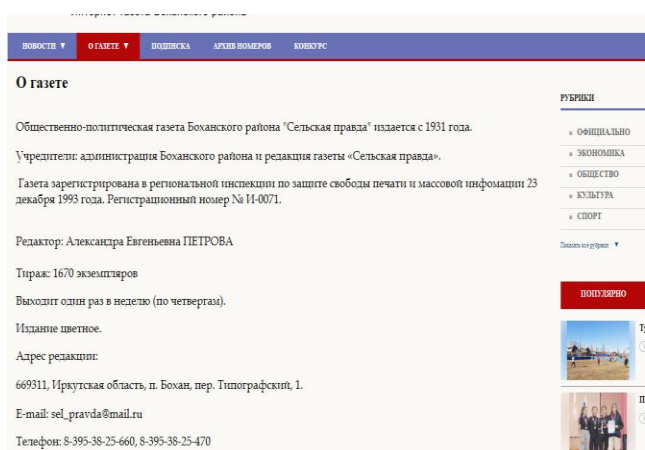 НОВОСТИ ▼ О ГАЗЕТЕ ▼ ПОДПИСКА АРХИВ НОМЕРОВ КОНКУРС
О газете
Общественно-политическая газета Боханского района "Сельская правда" издается с 1931 года.
Учредители: администрация Боханского района и редакция газеты «Сельская правда».
Газета зарегистрирована в региональной инспекции по защите свободы печати и массовой инфомации 23
декабря 1993 года. Регистрационный номер № И-0071.
Редактор: Александра Евгеньевна ПЕТРОВА
Тираж: 1670 экземпляров
Выходит один раз в неделю (по четвергам).
Издание цветное.
Адрес редакции:
669311, Иркутская область, п. Бохан, пер. Типографский, 1.
E-mail: sel_pravda@mail.ru
Телефон: 8-395-38-25-660, 8-395-38-25-470
РУБРИКИ
ОФИЦИАЛЬНО
ЭКОНОМИКА
ОБЩЕСТВО
КУЛЬТУРА
СПОРТ
Показать все рубрики ▼
ПОПУЛЯРНО